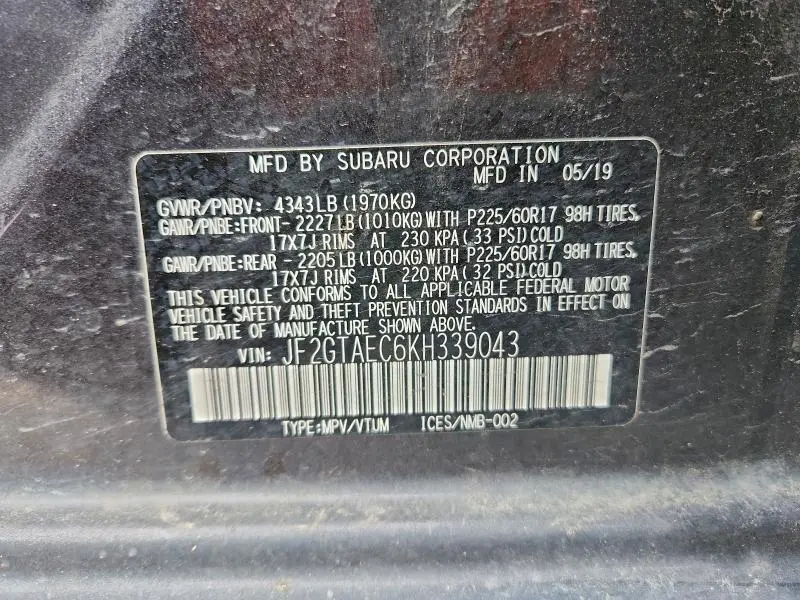 MFD BY SUBARU CORPORATION
MFD IN 05/19
GVWR/PNBV: 4343LB (1970KG)
GAWR/PNBE:FRONT- 2227LB (1010KG) WITH P225/60R17 98H TIRES,
17X7J RIMS AT 230 KPA (33 PSI) COLD
GAWR/PNBE:REAR - 2205LB (1000KG) WITH P225/60R17 98H TIRES,
17X7J RIMS AT 220 KPA (32 PSI) COLD
THIS VEHICLE CONFORMS TO ALL APPLICABLE FEDERAL MOTOR
VEHICLE SAFETY AND THEFT PREVENTION STANDARDS IN EFFECT ON
THE DATE OF MANUFACTURE SHOWN ABOVE.
VIN: JF2GTAEC6KH339043
TYPE:MPV/VTUM ICES/NMB-002